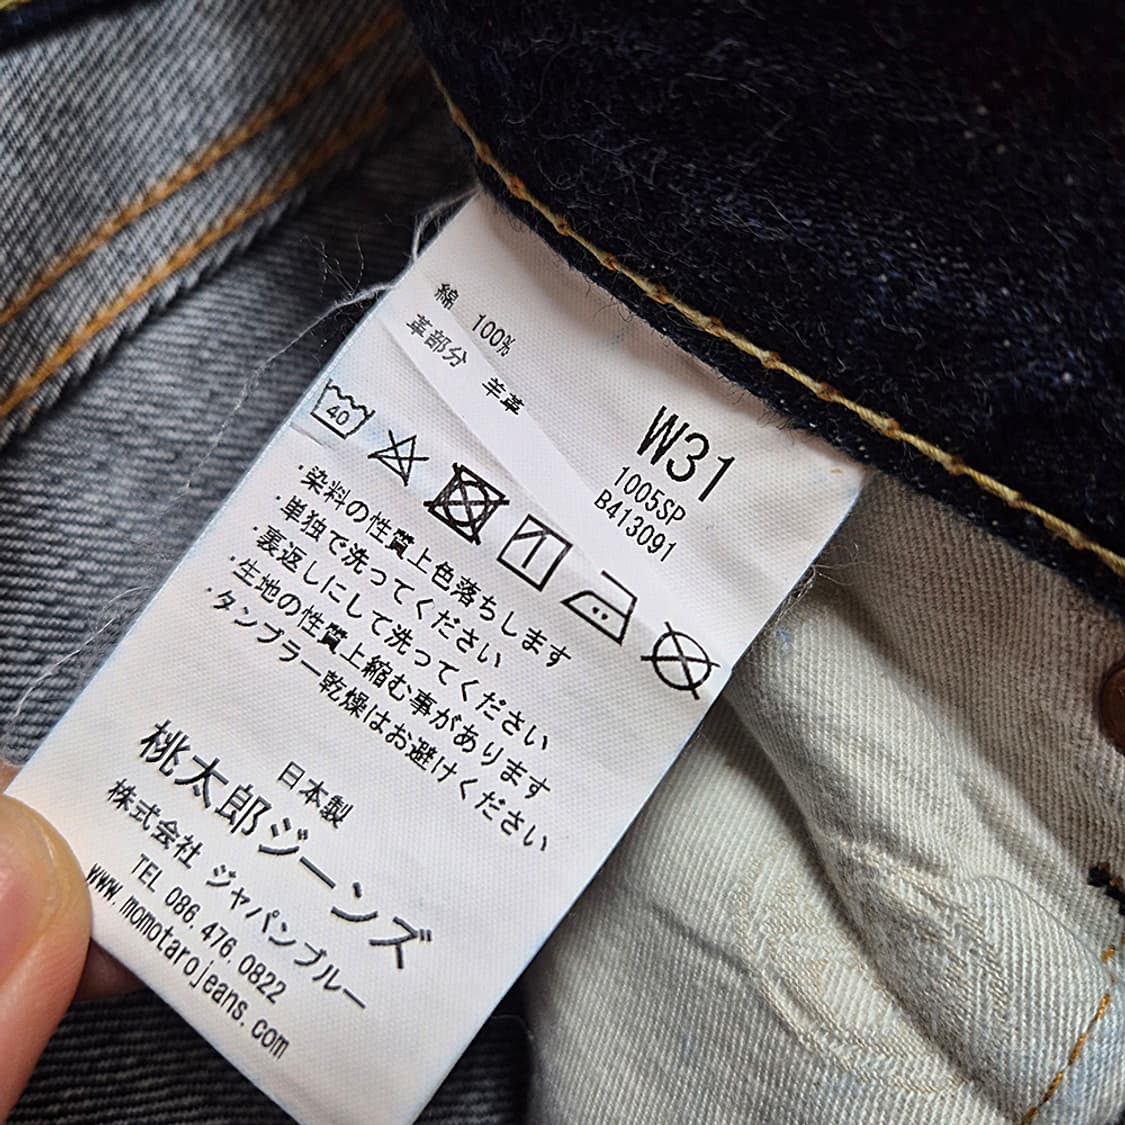 綿 100%
革部分 羊革
W31
1005SP
B413091
40
・染料の性質上色落ちします
・単独で洗ってください
・裏返しにして洗ってください
・生地の性質上縮む事があります
・タンブラー乾燥はお避けください
日本製
桃太郎ジーンズ
株式会社 ジャパンブルー
TEL 086.476.0822
www.momotarojeans.com